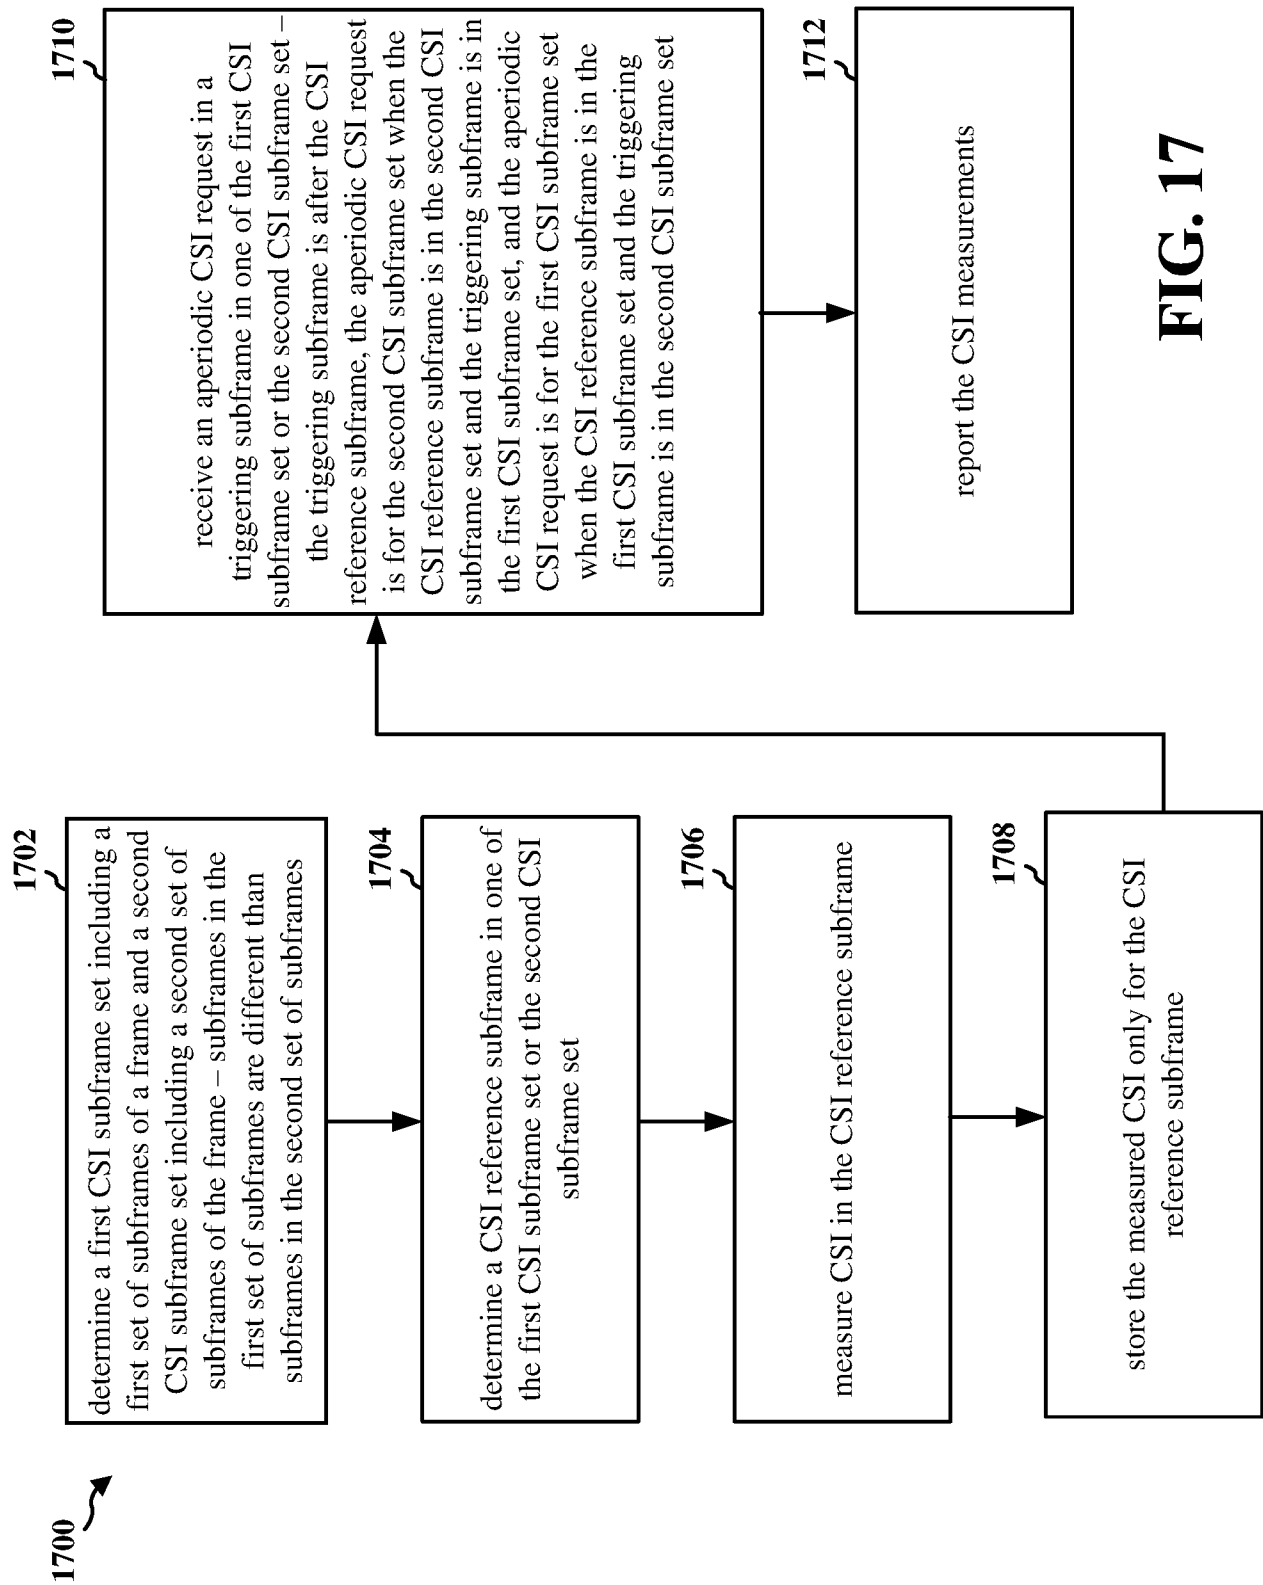 1700
1702
determine a first CSI subframe set including a
first set of subframes of a frame and a second
CSI subframe set including a second set of
subframes of the frame – subframes in the
first set of subframes are different than
subframes in the second set of subframes
1704
determine a CSI reference subframe in one of
the first CSI subframe set or the second CSI
subframe set
1706
measure CSI in the CSI reference subframe
1708
store the measured CSI only for the CSI
reference subframe
1710
receive an aperiodic CSI request in a
triggering subframe in one of the first CSI
subframe set or the second CSI subframe set –
the triggering subframe is after the CSI
reference subframe, the aperiodic CSI request
is for the second CSI subframe set when the
CSI reference subframe is in the second CSI
subframe set and the triggering subframe is in
the first CSI subframe set, and the aperiodic
CSI request is for the first CSI subframe set
when the CSI reference subframe is in the
first CSI subframe set and the triggering
subframe is in the second CSI subframe set
1712
report the CSI measurements
FIG. 17